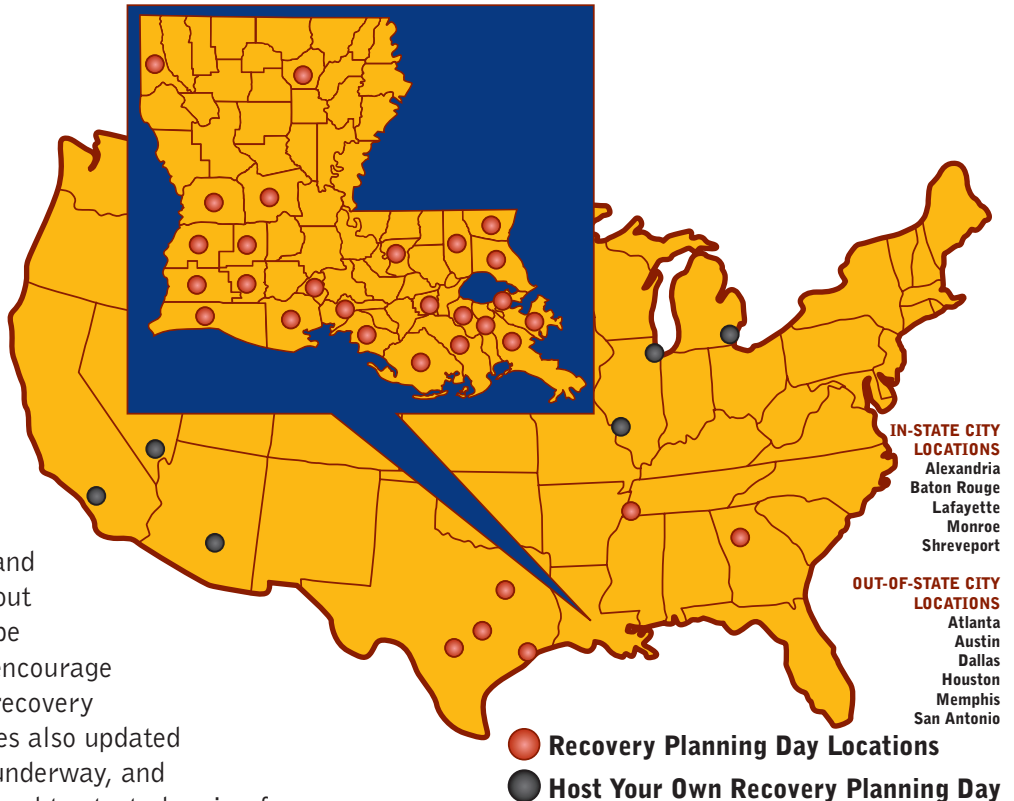 and
out
be
encourage
recovery
es also updated
underway, and
IN-STATE CITY
LOCATIONS
Alexandria
Baton Rouge
Lafayette
Monroe
Shreveport
OUT-OF-STATE CITY
LOCATIONS
Atlanta
Austin
Dallas
Houston
Memphis
San Antonio
Recovery Planning Day Locations
Host Your Own Recovery Planning Day